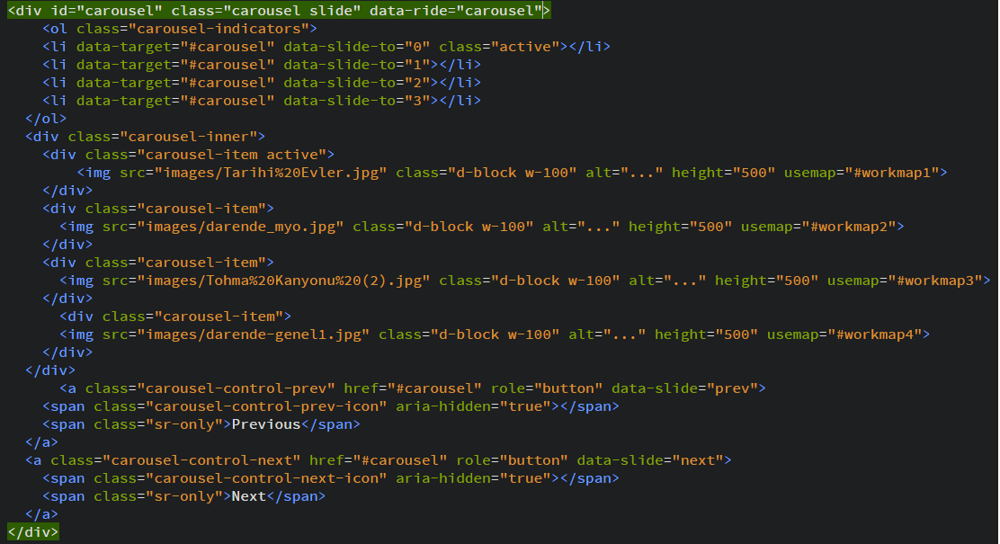 <div id="carousel" class="carousel slide" data-ride="carousel">
<ol class="carousel-indicators">
<li data-target="#carousel" data-slide-to="0" class="active"></li>
<li data-target="#carousel" data-slide-to="1"></li>
<li data-target="#carousel" data-slide-to="2"></li>
<li data-target="#carousel" data-slide-to="3"></li>
</ol>
<div class="carousel-inner">
<div class="carousel-item active">
<img src="images/Tarihi%20Evler.jpg" class="d-block w-100" alt="..." height="500" usemap="#workmap1">
</div>
<div class="carousel-item">
<img src="images/darende_myo.jpg" class="d-block w-100" alt="..." height="500" usemap="#workmap2">
</div>
<div class="carousel-item">
<img src="images/Tohma%20Kanyonu%20(2).jpg" class="d-block w-100" alt="..." height="500" usemap="#workmap3">
</div>
<div class="carousel-item">
<img src="images/darende-genel1.jpg" class="d-block w-100" alt="..." height="500" usemap="#workmap4">
</div>
</div>
<a class="carousel-control-prev" href="#carousel" role="button" data-slide="prev">
<span class="carousel-control-prev-icon" aria-hidden="true"></span>
<span class="sr-only">Previous</span>
</a>
<a class="carousel-control-next" href="#carousel" role="button" data-slide="next">
<span class="carousel-control-next-icon" aria-hidden="true"></span>
<span class="sr-only">Next</span>
</a>
</div>